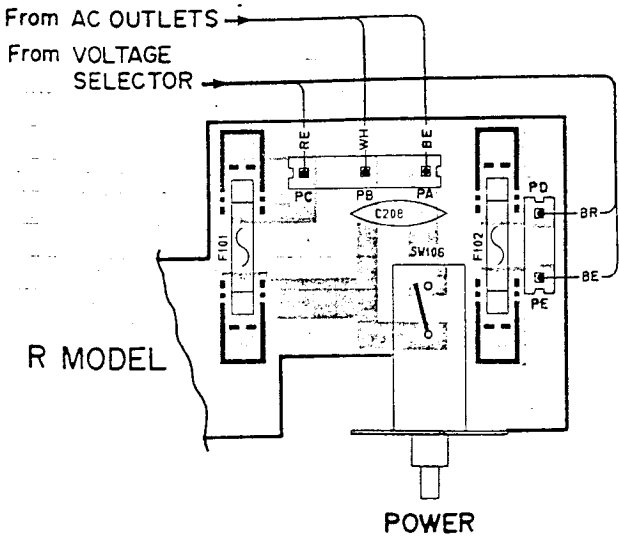 From AC OUTLETS
From VOLTAGE
SELECTOR
RE
WH
BE
PC
PB
PA
PD
C208
BR
F101
F102
SW106
BE
PE
R MODEL
POWER